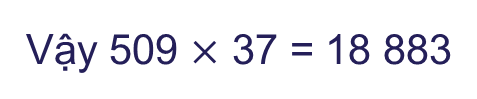 Vậy 509 × 37 = 18 883